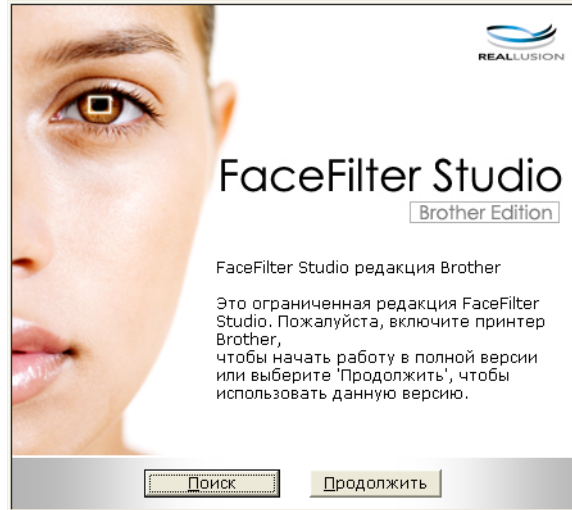 REALLUSION
FaceFilter Studio
Brother Edition
FaceFilter Studio редакция Brother
Это ограниченная редакция FaceFilter
Studio. Пожалуйста, включите принтер
Brother,
чтобы начать работу в полной версии
или выберите 'Продолжить', чтобы
использовать данную версию.
Поиск
Продолжить